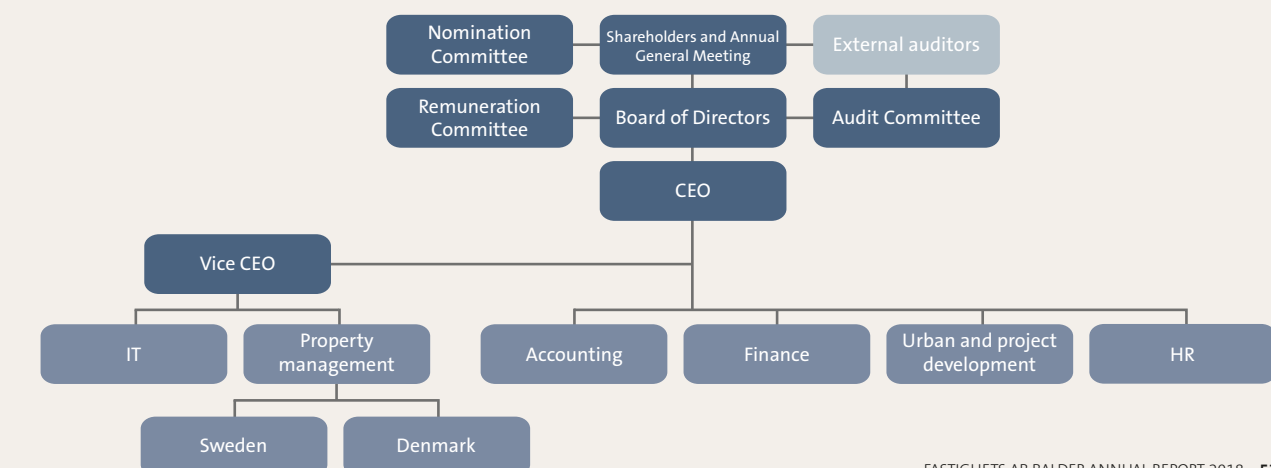 Nomination
Committee
Shareholders and Annual
General Meeting
External auditors
Remuneration
Committee
Board of Directors
Audit Committee
CEO
Vice CEO
IT
Property
management
Accounting
Finance
Urban and project
development
HR
Sweden
Denmark
FASTIGHETS AB BALDER ANNUAL REPORT 2018